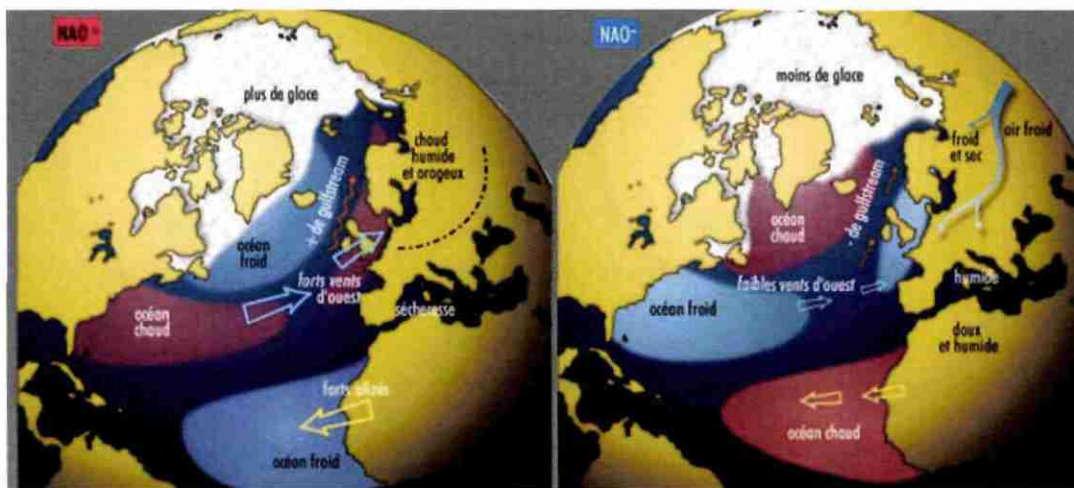 NAO+
plus de glace
chaud
humide
et orageux
+ de gulfstream
océan
froid
forts vents
d'ouest
océan
chaud
sécheresse
forts alizés
océan froid
NAO-
moins de glace
froid
et sec
air froid
océan
chaud
- de gulfstream
faibles vents d'ouest
humide
océan froid
doux
et humide
océan chaud